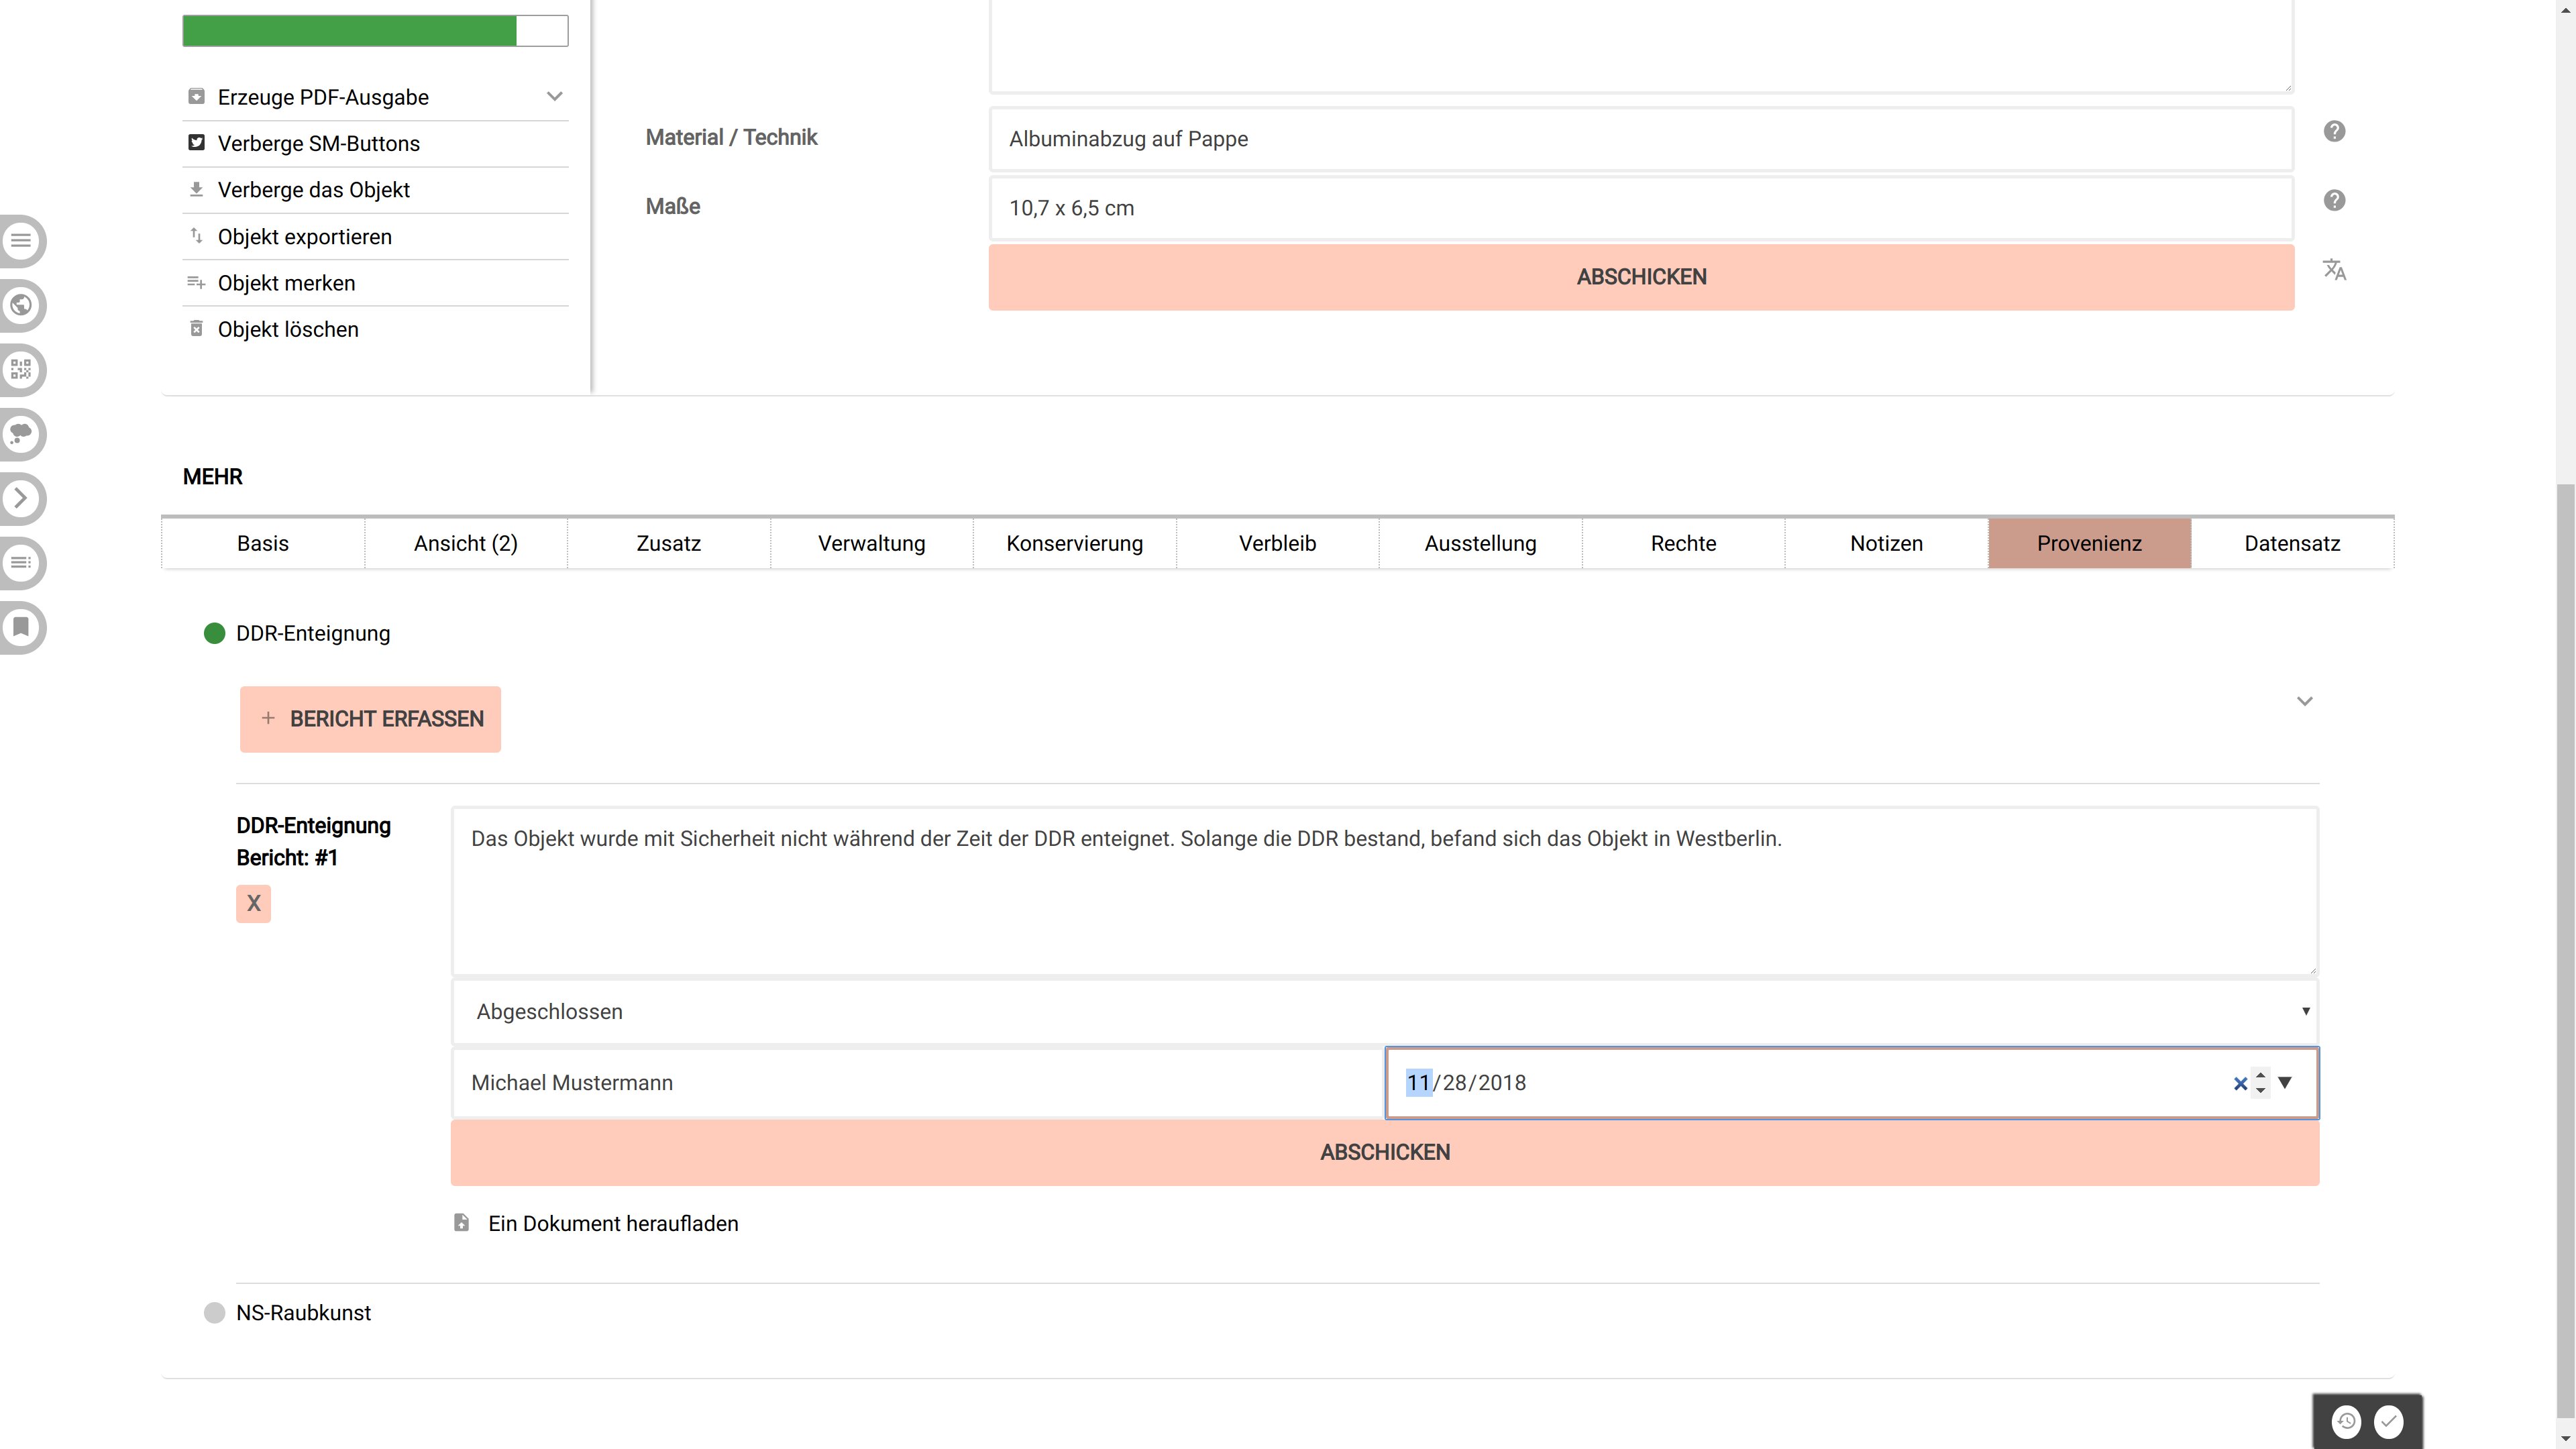 Erzeuge PDF-Ausgabe
Verberge SM-Buttons
Verberge das Objekt
Objekt exportieren
Objekt merken
Objekt löschen
Material / Technik
Albuminabzug auf Pappe
Maße
10,7 x 6,5 cm
ABSCHICKEN
MEHR
Basis
Ansicht (2)
Zusatz
Verwaltung
Konservierung
Verbleib
Ausstellung
Rechte
Notizen
Provenienz
Datensatz
DDR-Enteignung
+ BERICHT ERFASSEN
DDR-Enteignung
Bericht: #1
X
Das Objekt wurde mit Sicherheit nicht während der Zeit der DDR enteignet. Solange die DDR bestand, befand sich das Objekt in Westberlin.
Abgeschlossen
Michael Mustermann
11/28/2018
ABSCHICKEN
Ein Dokument heraufladen
NS-Raubkunst